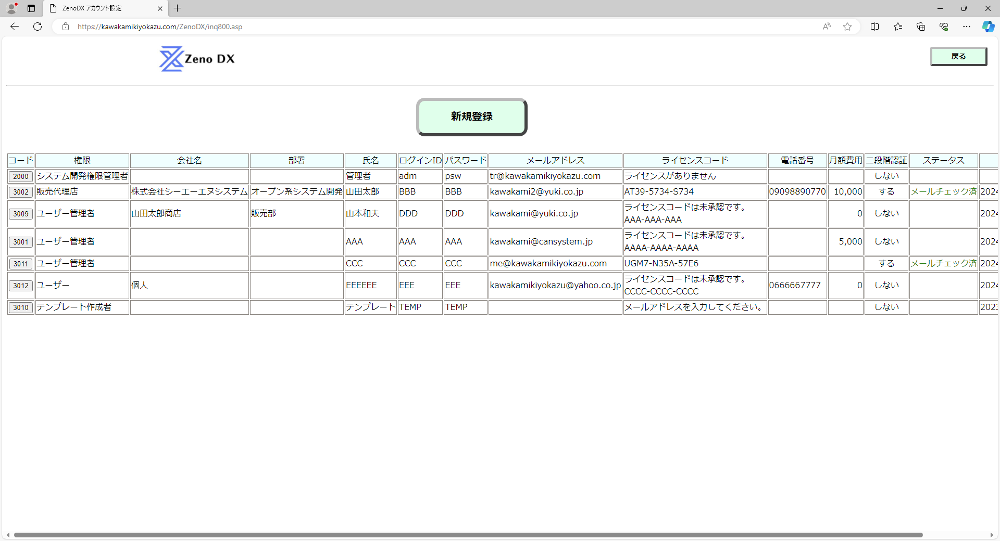 ZenoDX アカウント設定
https://kawakamikiyokazu.com/ZenoDX/inq800.asp
Zeno DX
戻る
新規登録
コード 権限 会社名 部署 氏名 ログインID パスワード メールアドレス ライセンスコード 電話番号 月額費用 二段階認証 ステータス
2000 システム開発権限管理者 管理者 adm psw tr@kawakamikiyokazu.com ライセンスがありません しない
3002 販売代理店 株式会社シーエーエヌシステム オープン系システム開発 山田太郎 BBB BBB kawakami2@yuki.co.jp AT39-5734-S734 09098890770 10,000 する メールチェック済 2024
3009 ユーザー管理者 山田太郎商店 販売部 山本和夫 DDD DDD kawakami@yuki.co.jp ライセンスコードは未承認です。 0 しない 2024
AAA-AAA-AAA
3001 ユーザー管理者 AAA AAA AAA kawakami@cansystem.jp ライセンスコードは未承認です。 5,000 しない 2024
AAAA-AAAA-AAAA
3011 ユーザー管理者 CCC CCC CCC me@kawakamikiyokazu.com UGM7-N35A-57E6 する メールチェック済 2024
3012 ユーザー 個人 EEEEEE EEE EEE kawakamikiyokazu@yahoo.co.jp ライセンスコードは未承認です。 0666667777 0 しない 2024
CCCC-CCCC-CCCC
3010 テンプレート作成者 テンプレート TEMP TEMP メールアドレスを入力してください。 しない 2023